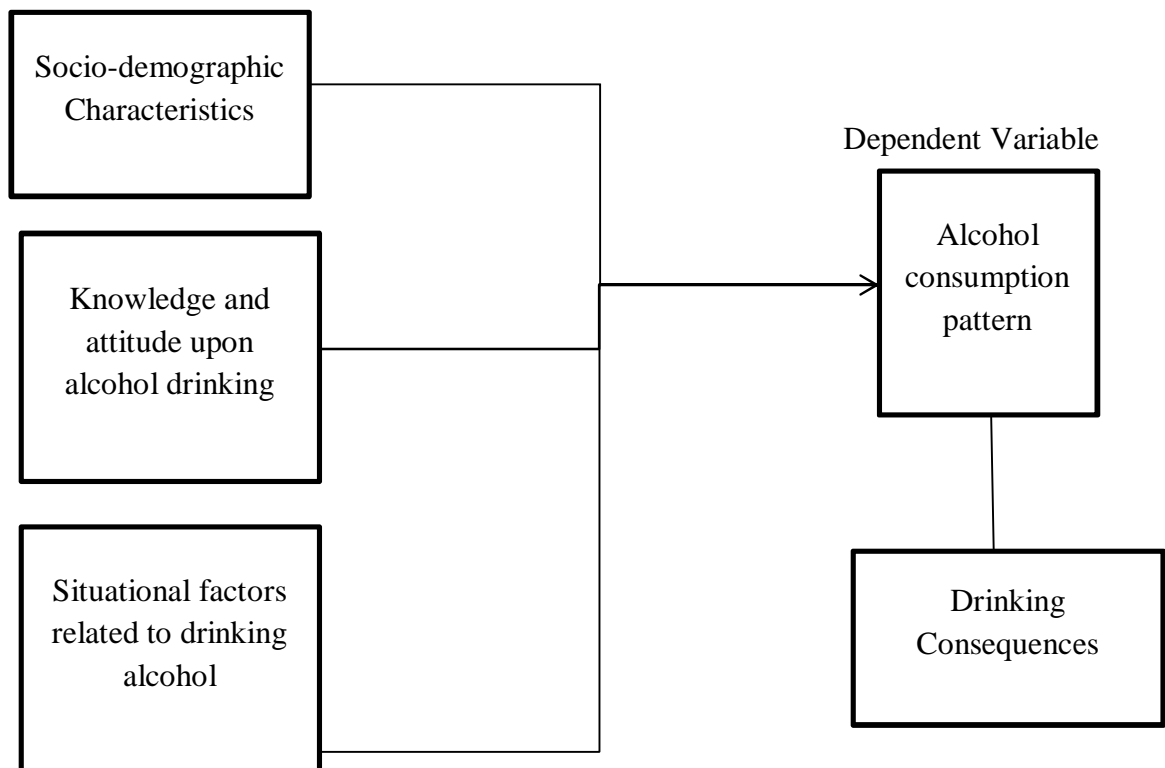 Socio-demographic
Characteristics
Knowledge and
attitude upon
alcohol drinking
Situational factors
related to drinking
alcohol
Dependent Variable
Alcohol
consumption
pattern
Drinking
Consequences